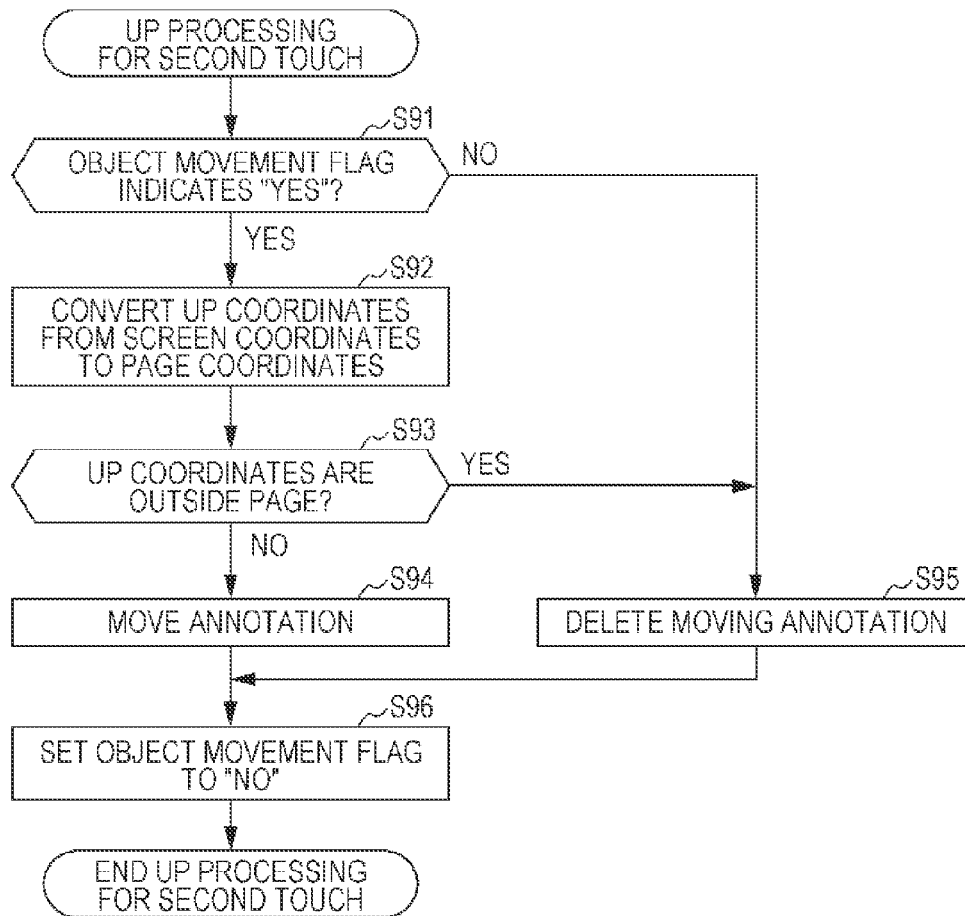 UP PROCESSING
FOR SECOND TOUCH
S91
OBJECT MOVEMENT FLAG
INDICATES "YES"?
NO
YES
S92
CONVERT UP COORDINATES
FROM SCREEN COORDINATES
TO PAGE COORDINATES
S93
UP COORDINATES ARE
OUTSIDE PAGE?
YES
NO
S94
MOVE ANNOTATION
S95
DELETE MOVING ANNOTATION
S96
SET OBJECT MOVEMENT FLAG
TO "NO"
END UP PROCESSING
FOR SECOND TOUCH